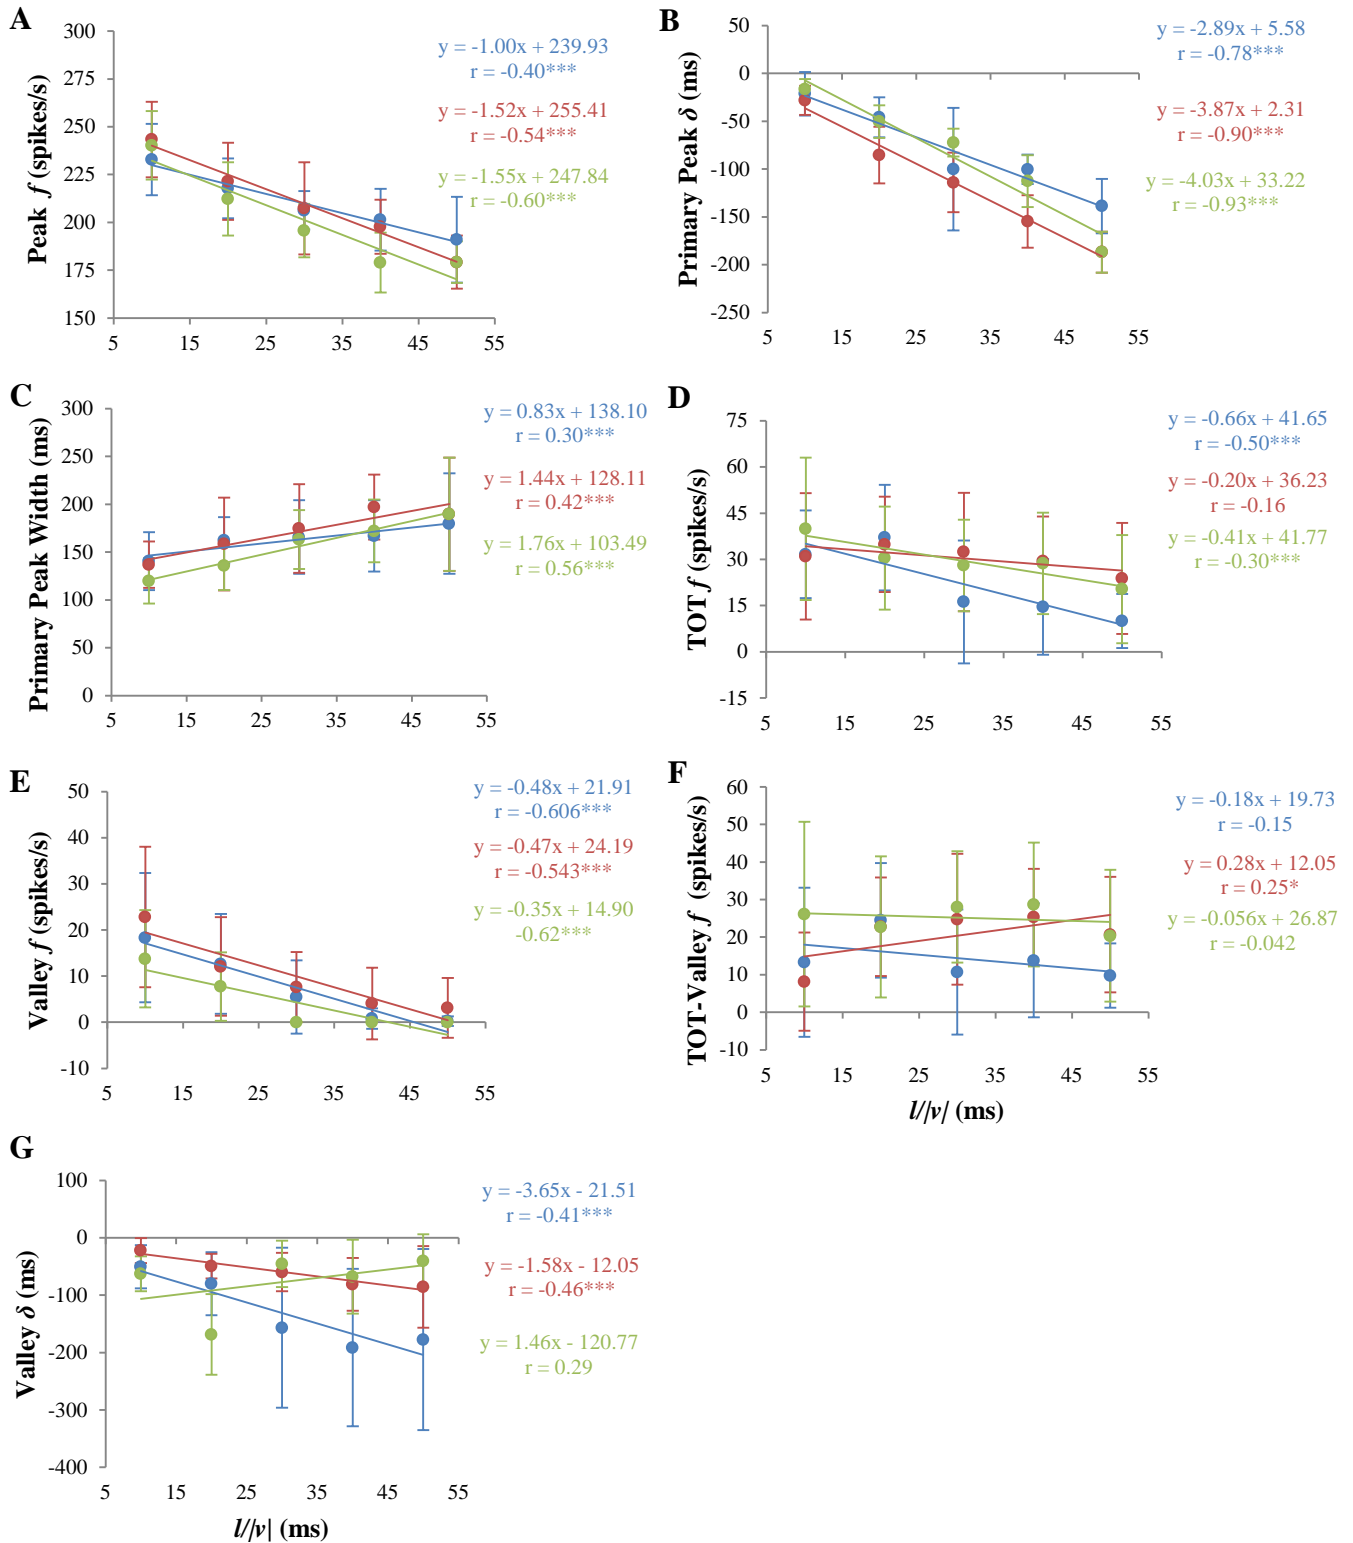 A
Peak f (spikes/s)
300
275
250
225
200
175
150
5 15 25 35 45 55
y = -1.00x + 239.93
r = -0.40***
y = -1.52x + 255.41
r = -0.54***
y = -1.55x + 247.84
r = -0.60***
B
Primary Peak δ (ms)
50
0
-50
-100
-150
-200
-250
5 15 25 35 45 55
y = -2.89x + 5.58
r = -0.78***
y = -3.87x + 2.31
r = -0.90***
y = -4.03x + 33.22
r = -0.93***
C
Primary Peak Width (ms)
300
250
200
150
100
50
0
5 15 25 35 45 55
y = 0.83x + 138.10
r = 0.30***
y = 1.44x + 128.11
r = 0.42***
y = 1.76x + 103.49
r = 0.56***
D
TOT f (spikes/s)
75
60
45
30
15
0
-15
5 15 25 35 45 55
y = -0.66x + 41.65
r = -0.50***
y = -0.20x + 36.23
r = -0.16
y = -0.41x + 41.77
r = -0.30***
E
Valley f (spikes/s)
50
40
30
20
10
0
-10
5 15 25 35 45 55
y = -0.48x + 21.91
r = -0.606***
y = -0.47x + 24.19
r = -0.543***
y = -0.35x + 14.90
-0.62***
F
TOT-Valley f (spikes/s)
60
50
40
30
20
10
0
-10
5 15 25 35 45 55
l/|v| (ms)
y = -0.18x + 19.73
r = -0.15
y = 0.28x + 12.05
r = 0.25*
y = -0.056x + 26.87
r = -0.042
G
Valley δ (ms)
100
0
-100
-200
-300
-400
5 15 25 35 45 55
l/|v| (ms)
y = -3.65x - 21.51
r = -0.41***
y = -1.58x - 12.05
r = -0.46***
y = 1.46x - 120.77
r = 0.29